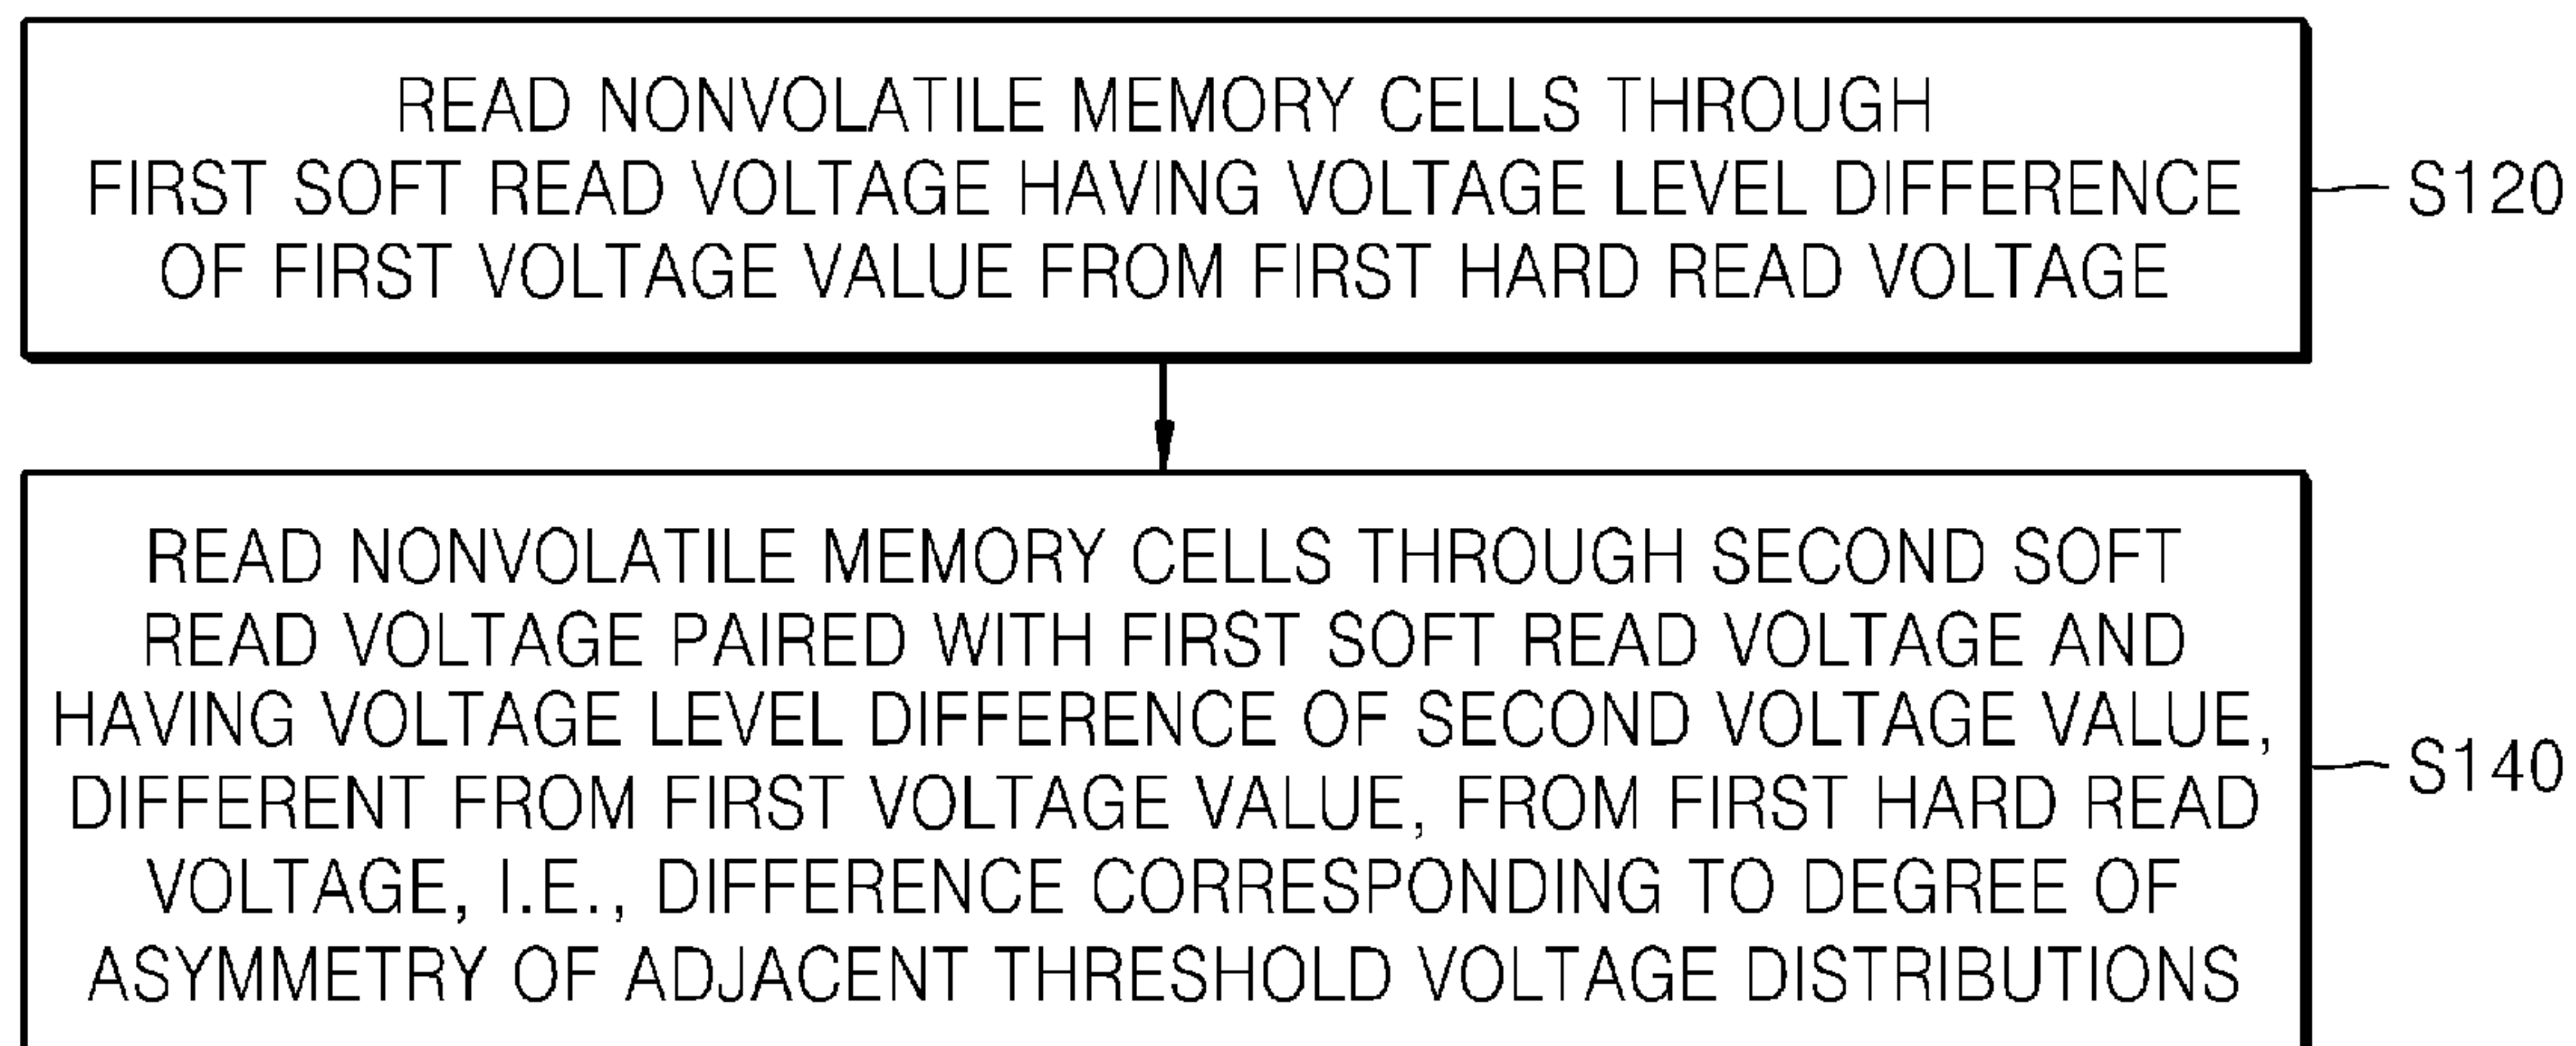 READ NONVOLATILE MEMORY CELLS THROUGH
FIRST SOFT READ VOLTAGE HAVING VOLTAGE LEVEL DIFFERENCE
OF FIRST VOLTAGE VALUE FROM FIRST HARD READ VOLTAGE
S120
READ NONVOLATILE MEMORY CELLS THROUGH SECOND SOFT
READ VOLTAGE PAIRED WITH FIRST SOFT READ VOLTAGE AND
HAVING VOLTAGE LEVEL DIFFERENCE OF SECOND VOLTAGE VALUE,
DIFFERENT FROM FIRST VOLTAGE VALUE, FROM FIRST HARD READ
VOLTAGE, I.E., DIFFERENCE CORRESPONDING TO DEGREE OF
ASYMMETRY OF ADJACENT THRESHOLD VOLTAGE DISTRIBUTIONS
S140